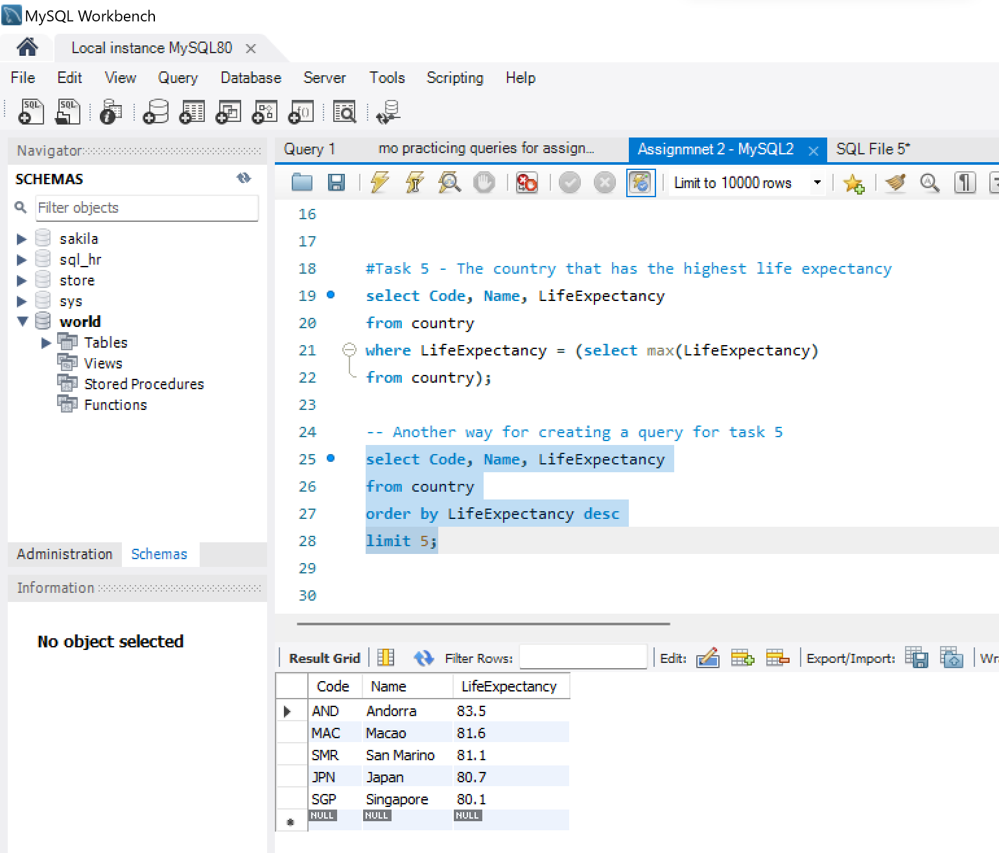 MySQL Workbench
Local instance MySQL80
File Edit View Query Database Server Tools Scripting Help
Navigator
SCHEMAS
Filter objects
sakila
sql_hr
store
sys
world
Tables
Views
Stored Procedures
Functions
Administration Schemas
Information
No object selected
Query 1 mo practicing queries for assign... Assignmnet 2 - MySQL2 SQL File 5*
Limit to 10000 rows
16
17
18 #Task 5 - The country that has the highest life expectancy
19 select Code, Name, LifeExpectancy
20 from country
21 where LifeExpectancy = (select max(LifeExpectancy)
22 from country);
23
24 -- Another way for creating a query for task 5
25 select Code, Name, LifeExpectancy
26 from country
27 order by LifeExpectancy desc
28 limit 5;
29
30
Result Grid Filter Rows: Edit: Export/Import: Wr
Code Name LifeExpectancy
AND Andorra 83.5
MAC Macao 81.6
SMR San Marino 81.1
JPN Japan 80.7
SGP Singapore 80.1
NULL NULL NULL